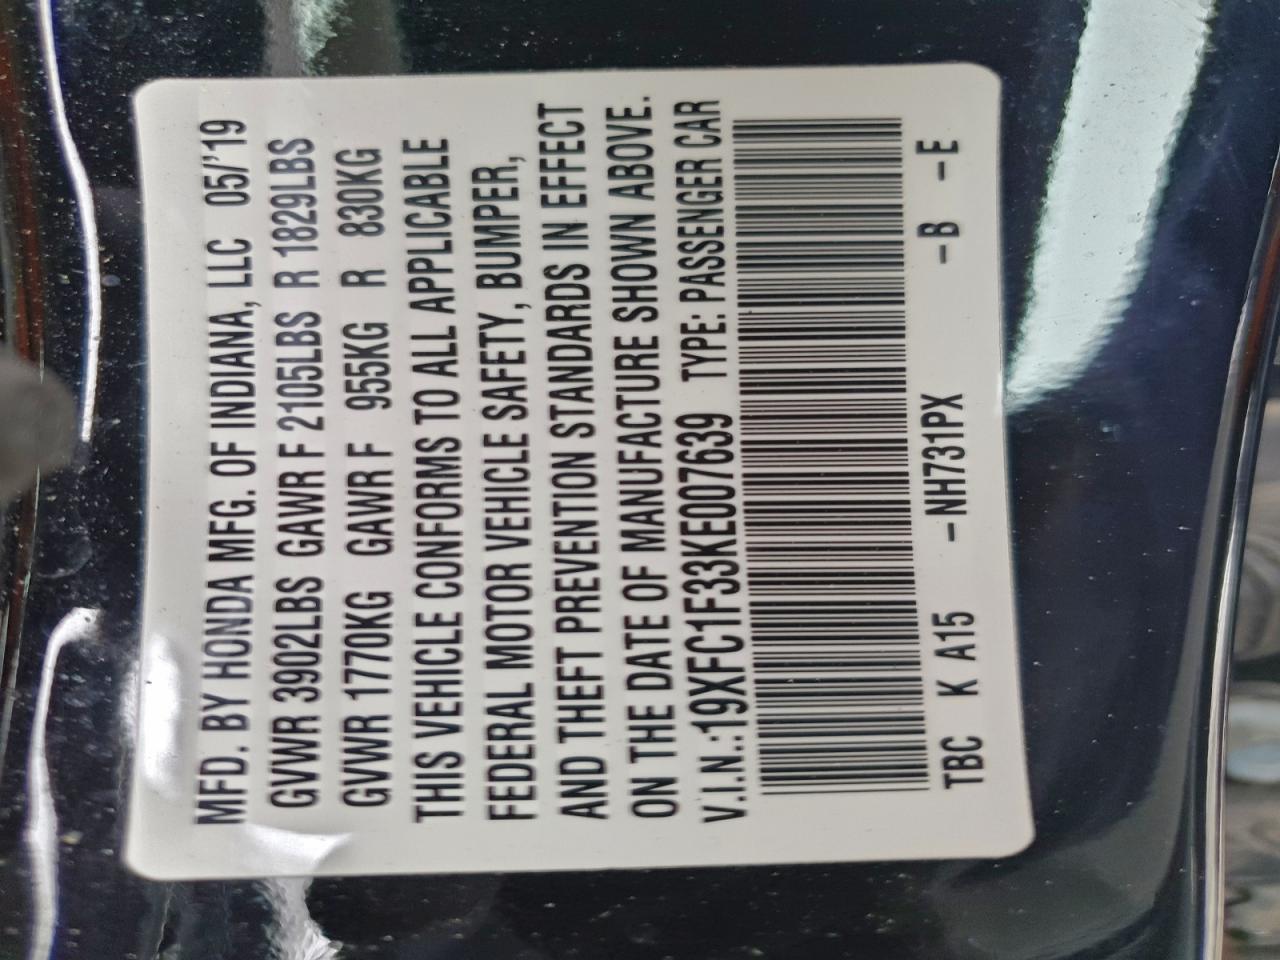 MFD. BY HONDA MFG. OF INDIANA, LLC 05/'19
GVWR 3902LBS GAWR F 2105LBS R 1829LBS
GVWR 1770KG GAWR F 955KG R 830KG
THIS VEHICLE CONFORMS TO ALL APPLICABLE
FEDERAL MOTOR VEHICLE SAFETY, BUMPER,
AND THEFT PREVENTION STANDARDS IN EFFECT
ON THE DATE OF MANUFACTURE SHOWN ABOVE.
V.I.N.:19XFC1F33KE007639 TYPE: PASSENGER CAR
TBC K A15 -NH731PX -B -E